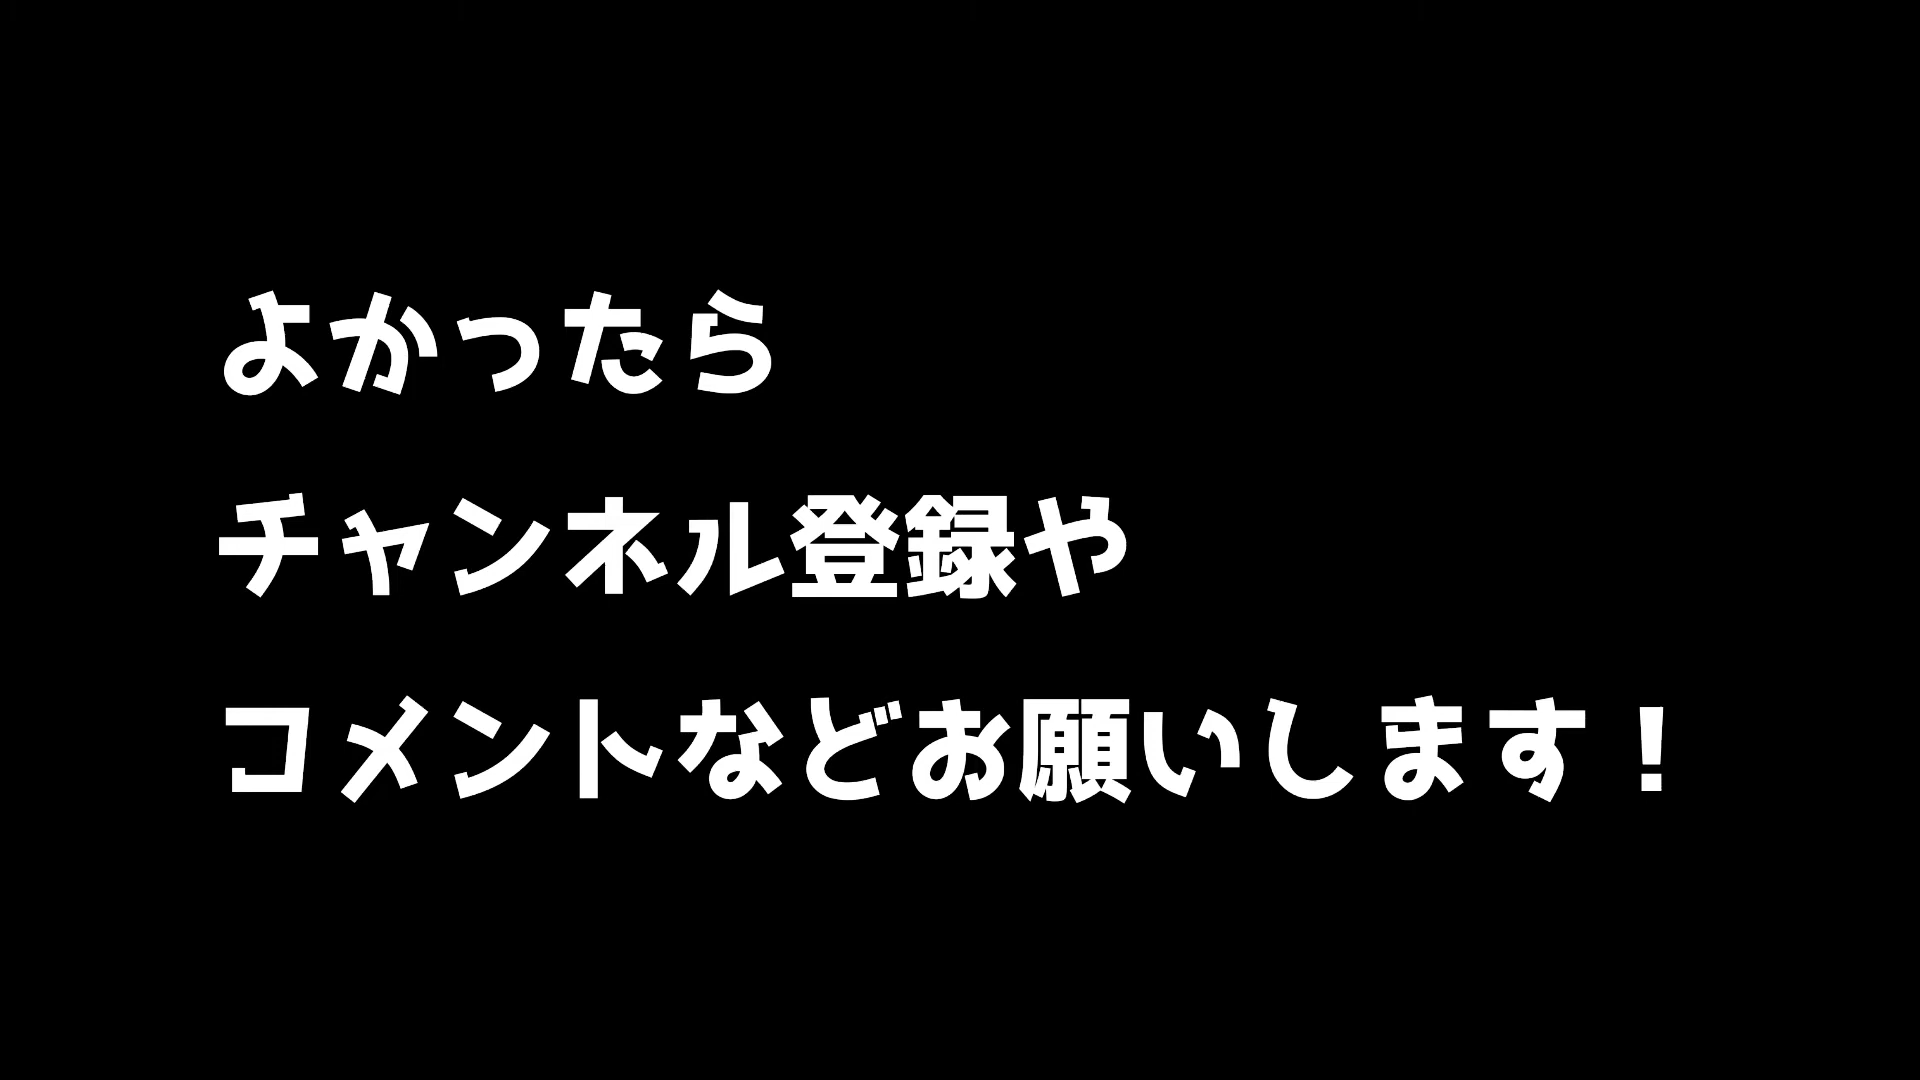 よかったら
チャンネル登録や
コメントなどお願いします！